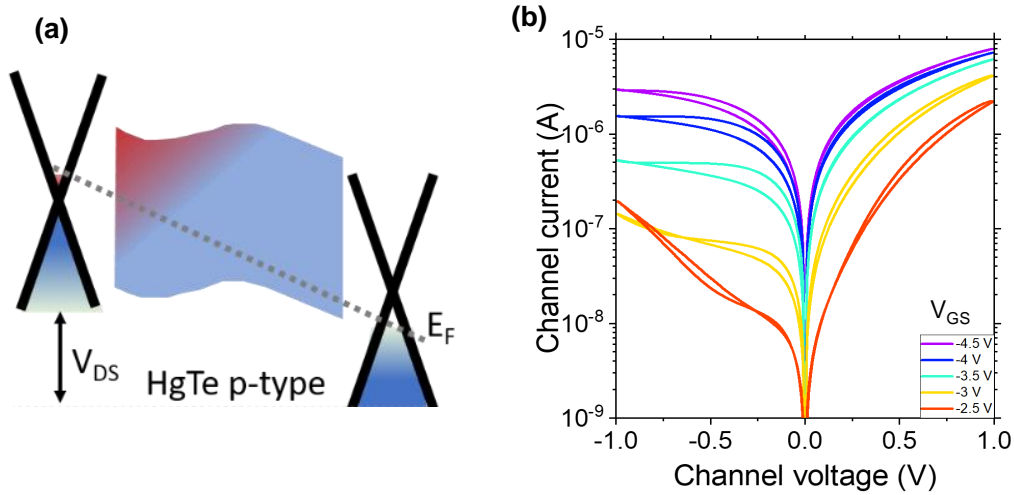 (a)
V_DS
HgTe p-type
E_F
(b)
Channel current (A)
10^-5
10^-6
10^-7
10^-8
10^-9
-1.0
-0.5
0.0
0.5
1.0
Channel voltage (V)
V_GS
-4.5 V
-4 V
-3.5 V
-3 V
-2.5 V